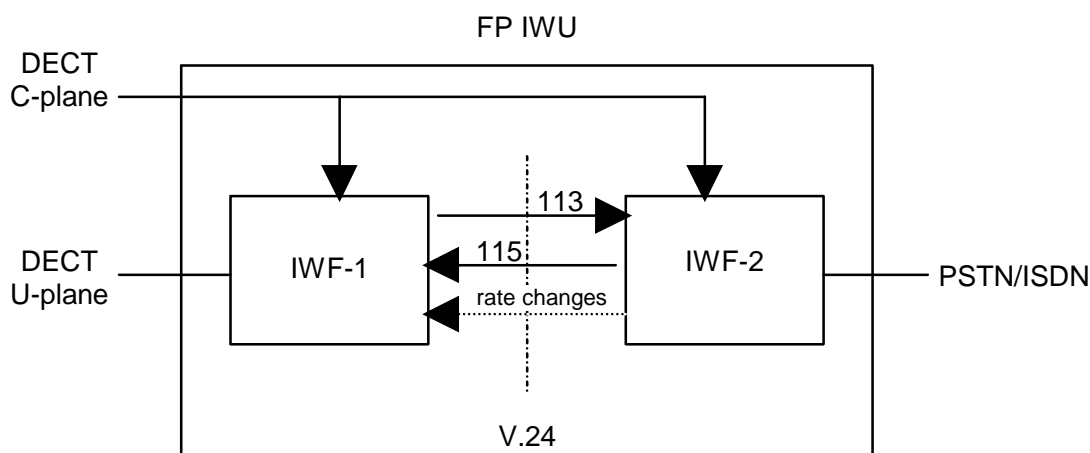 FP IWU
DECT
C-plane
113
115
IWF-1
IWF-2
DECT
U-plane
PSTN/ISDN
rate changes
V.24